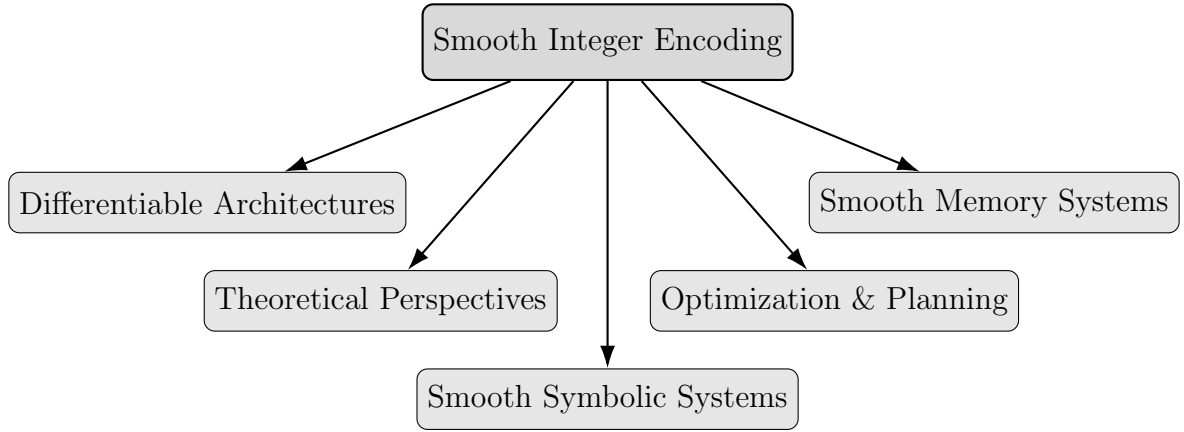 Smooth Integer Encoding
Differentiable Architectures
Smooth Memory Systems
Theoretical Perspectives
Optimization & Planning
Smooth Symbolic Systems